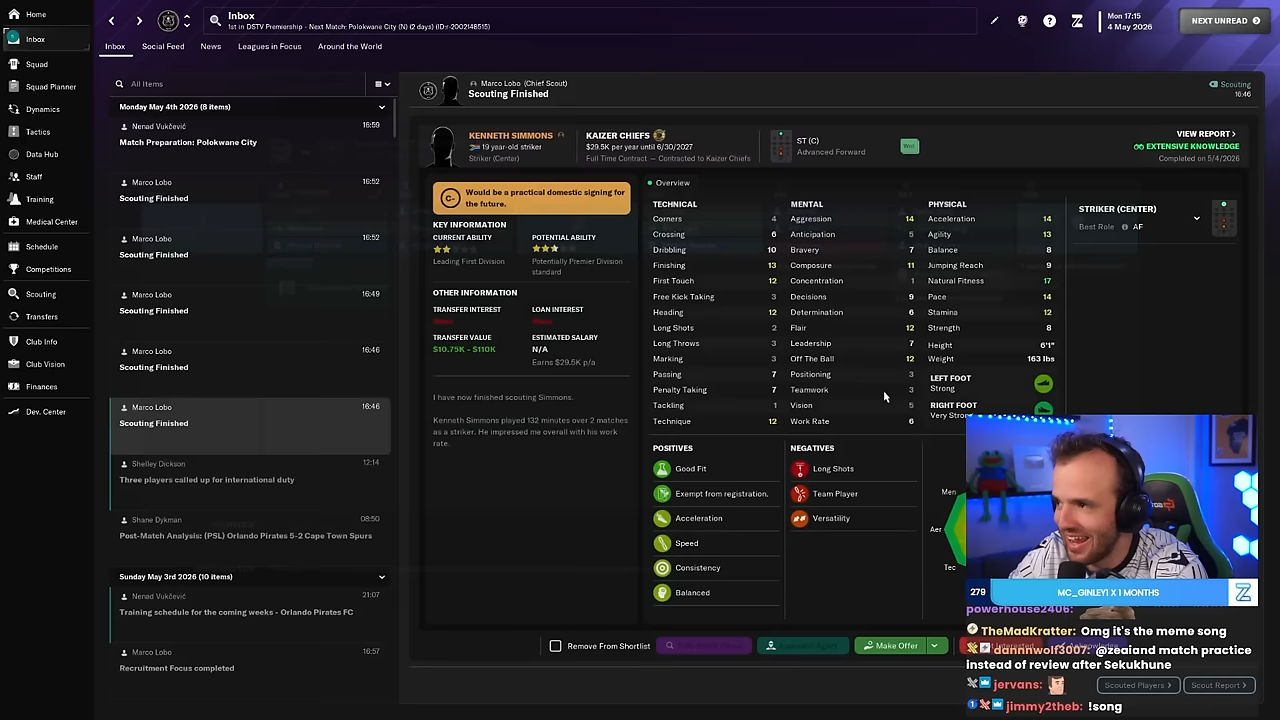 Home
Inbox
Squad
Squad Planner
Dynamics
Tactics
Data Hub
Staff
Training
Medical Center
Schedule
Competitions
Scouting
Transfers
Club Info
Club Vision
Finances
Dev. Center
Inbox
1st in DSTV Premiership - Next Match: Polokwane City (N) (2 days) (ID:-2002148515)
Mon 17:15
4 May 2026
NEXT UNREAD
Inbox
Social Feed
News
Leagues in Focus
Around the World
All Items
Monday May 4th 2026 (8 items)
Nenad Vukčević 16:59
Match Preparation: Polokwane City
Marco Lobo 16:52
Scouting Finished
Marco Lobo 16:52
Scouting Finished
Marco Lobo 16:49
Scouting Finished
Marco Lobo 16:46
Scouting Finished
Marco Lobo 16:46
Scouting Finished
Shelley Dickson 12:14
Three players called up for international duty
Shane Dykman 08:50
Post-Match Analysis: (PSL) Orlando Pirates 5-2 Cape Town Spurs
Sunday May 3rd 2026 (10 items)
Nenad Vukčević 21:07
Training schedule for the coming weeks - Orlando Pirates FC
Marco Lobo 16:57
Recruitment Focus completed
Marco Lobo (Chief Scout)
Scouting Finished
Scouting
16:46
KENNETH SIMMONS
19 year-old striker
Striker (Center)
KAIZER CHIEFS
$29.5K per year until 6/30/2027
Full Time Contract — Contracted to Kaizer Chiefs
ST (C)
Advanced Forward
Wnt
VIEW REPORT >
EXTENSIVE KNOWLEDGE
Completed on 5/4/2026
C-
Would be a practical domestic signing for the future.
KEY INFORMATION
CURRENT ABILITY
Leading First Division
POTENTIAL ABILITY
Potentially Premier Division standard
OTHER INFORMATION
TRANSFER INTEREST
LOAN INTEREST
TRANSFER VALUE
$10.75K - $110K
ESTIMATED SALARY
N/A
Earns $29.5K p/a
I have now finished scouting Simmons.
Kenneth Simmons played 132 minutes over 2 matches
as a striker. He impressed me overall with his work
rate.
Overview
TECHNICAL
Corners 4
Crossing 6
Dribbling 10
Finishing 13
First Touch 12
Free Kick Taking 3
Heading 12
Long Shots 2
Long Throws 3
Marking 3
Passing 7
Penalty Taking 7
Tackling 1
Technique 12
MENTAL
Aggression 14
Anticipation 5
Bravery 7
Composure 11
Concentration 1
Decisions 9
Determination 6
Flair 12
Leadership 7
Off The Ball 12
Positioning 3
Teamwork 3
Vision 5
Work Rate 6
PHYSICAL
Acceleration 14
Agility 13
Balance 8
Jumping Reach 9
Natural Fitness 17
Pace 14
Stamina 12
Strength 8
Height 6'1"
Weight 163 lbs
LEFT FOOT
Strong
RIGHT FOOT
Very Strong
STRIKER (CENTER)
Best Role AF
POSITIVES
Good Fit
Exempt from registration.
Acceleration
Speed
Consistency
Balanced
NEGATIVES
Long Shots
Team Player
Versatility
Men
Aer
Tec
Remove From Shortlist
Make Offer
Scouted Players >
Scout Report >
279
MC_GINLEY1 X 1 MONTHS
powerhouse2406:
TheMadKratter: Omg it's the meme song
dannnwolf3007: @zealand match practice
instead of review after Sekukhune
jervans:
jimmy2theb: !song